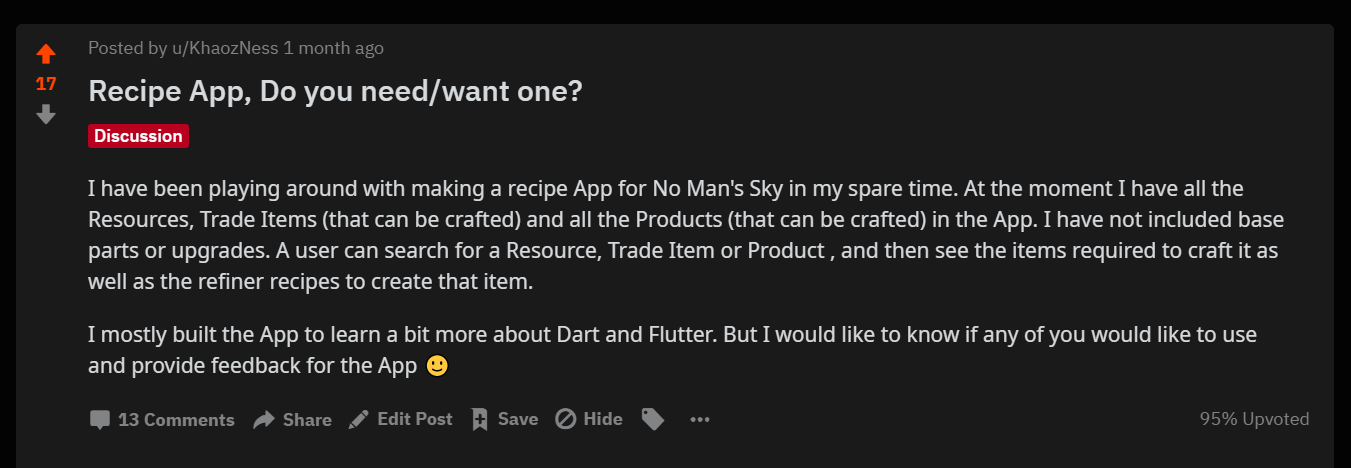 Posted by u/KhaozNess 1 month ago
17
Recipe App, Do you need/want one?
Discussion
I have been playing around with making a recipe App for No Man's Sky in my spare time. At the moment I have all the
Resources, Trade Items (that can be crafted) and all the Products (that can be crafted) in the App. I have not included base
parts or upgrades. A user can search for a Resource, Trade Item or Product , and then see the items required to craft it as
well as the refiner recipes to create that item.
I mostly built the App to learn a bit more about Dart and Flutter. But I would like to know if any of you would like to use
and provide feedback for the App 🙂
13 Comments Share Edit Post Save Hide 95% Upvoted